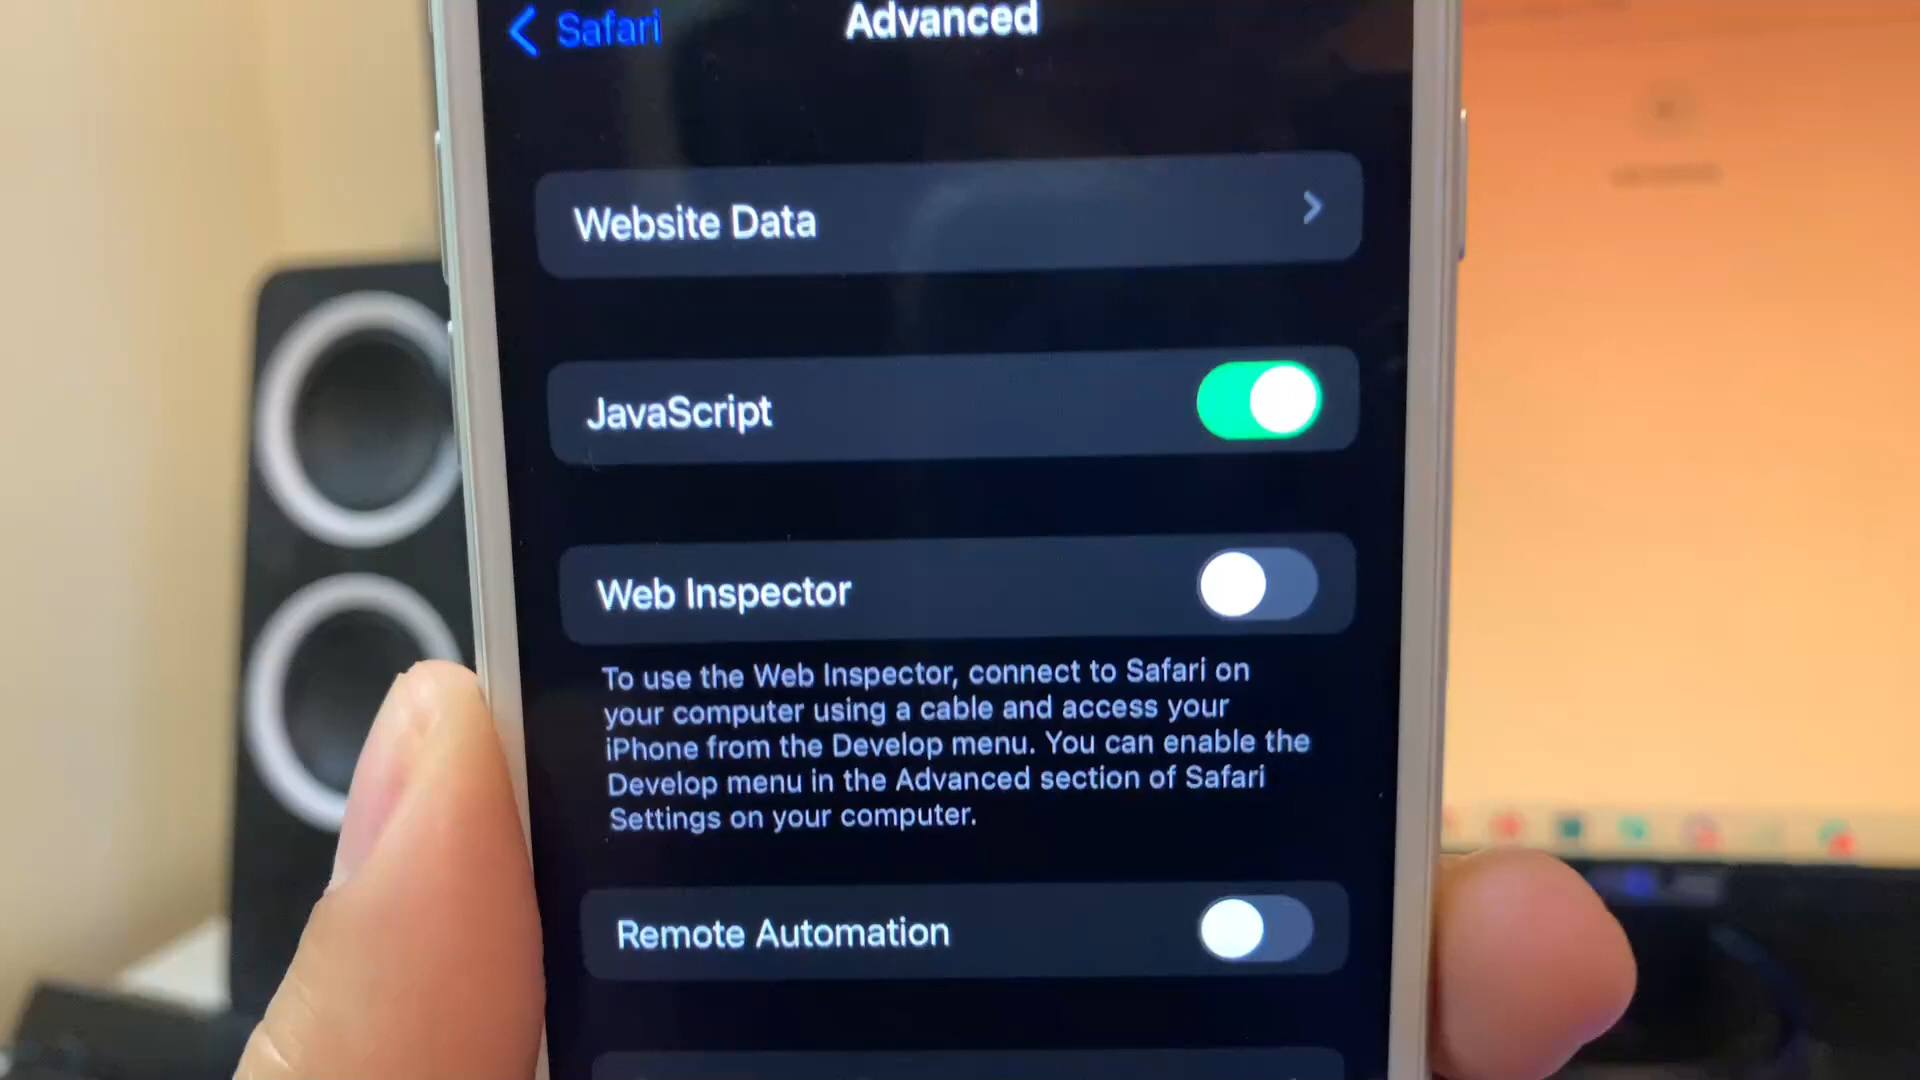 Safari
Advanced
Website Data
JavaScript
Web Inspector
To use the Web Inspector, connect to Safari on
your computer using a cable and access your
iPhone from the Develop menu. You can enable the
Develop menu in the Advanced section of Safari
Settings on your computer.
Remote Automation